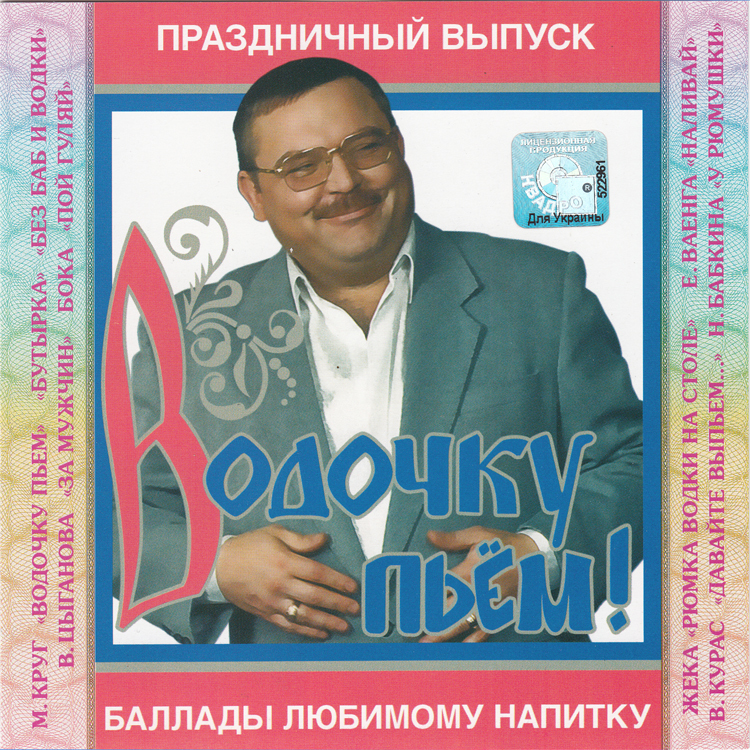 ПРАЗДНИЧНЫЙ ВЫПУСК
ЛИЦЕНЗИОННАЯ
ПРОДУКЦИЯ
КВАДРО
®
522961
Для Украины
Водочку
пьём!
М. КРУГ «ВОДОЧКУ ПЬЕМ» «БУТЫРКА» «БЕЗ БАБ И ВОДКИ»
В. ЦЫГАНОВА «ЗА МУЖЧИН» БОКА «ПОЙ ГУЛЯЙ»
ЖЕКА «РЮМКА ВОДКИ НА СТОЛЕ» Е. ВАЕНГА «НАЛИВАЙ»
В. КУРАС «ДАВАЙТЕ ВЫПЬЕМ...» Н. БАБКИНА «У РЮМУШКИ»
БАЛЛАДЫ ЛЮБИМОМУ НАПИТКУ